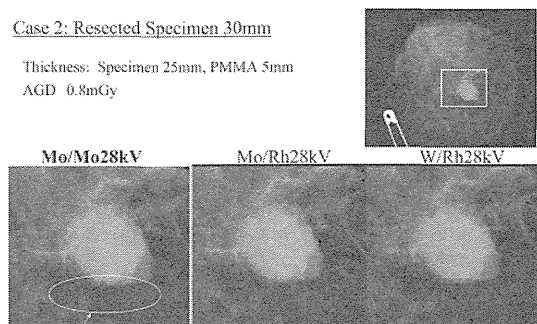 Case 2: Resected Specimen 30mm
Thickness: Specimen 25mm, PMMA 5mm
AGD 0.8mGy
Mo/Mo28kV Mo/Rh28kV W/Rh28kV